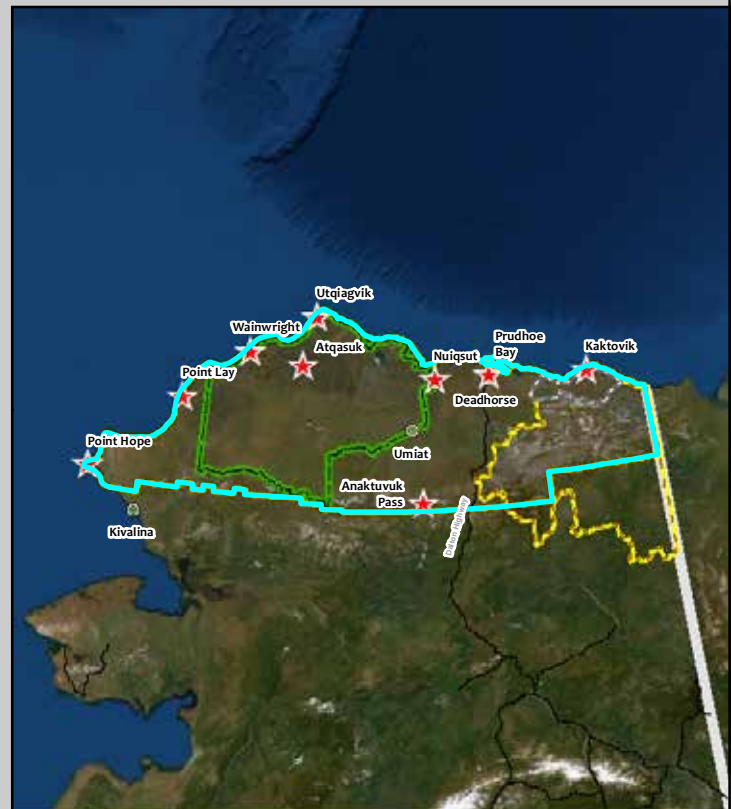 Utqiagvik
Wainwright
Atqasuk
Prudhoe
Bay
Nuiqsut
Kaktovik
Point Lay
Deadhorse
Point Hope
Umiat
Anaktuvuk
Pass
Dalton Highway
Kivalina